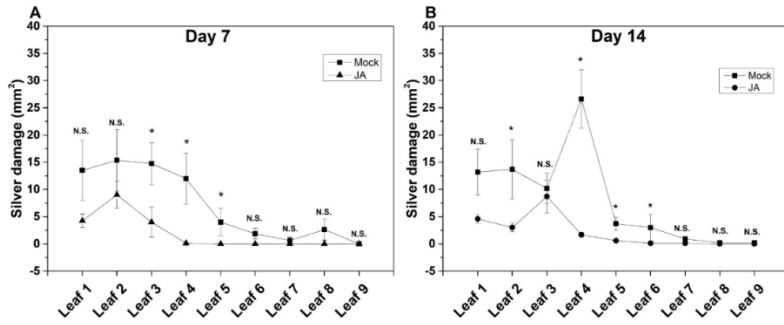 A
Day 7
Silver damage (mm²)
40
35
30
25
20
15
10
5
0
-5
Mock
JA
N.S.
N.S.
*
*
*
N.S.
N.S.
N.S.
N.S.
Leaf 1
Leaf 2
Leaf 3
Leaf 4
Leaf 5
Leaf 6
Leaf 7
Leaf 8
Leaf 9
B
Day 14
Silver damage (mm²)
40
35
30
25
20
15
10
5
0
-5
Mock
JA
N.S.
*
N.S.
*
*
*
N.S.
N.S.
N.S.
Leaf 1
Leaf 2
Leaf 3
Leaf 4
Leaf 5
Leaf 6
Leaf 7
Leaf 8
Leaf 9